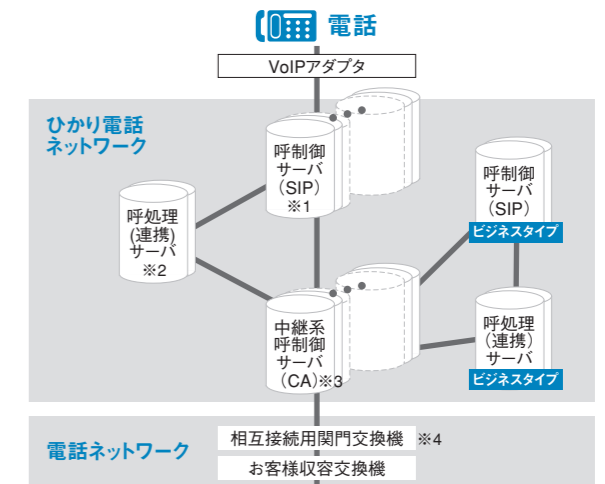 電話
VoIPアダプタ
ひかり電話
ネットワーク
呼制御
サーバ
（SIP）
※1
呼処理
(連携)
サーバ
※2
呼制御
サーバ
（SIP）
ビジネスタイプ
中継系
呼制御
サーバ
（CA）※3
呼処理
（連携）
サーバ
ビジネスタイプ
電話ネットワーク
相互接続用関門交換機 ※4
お客様収容交換機